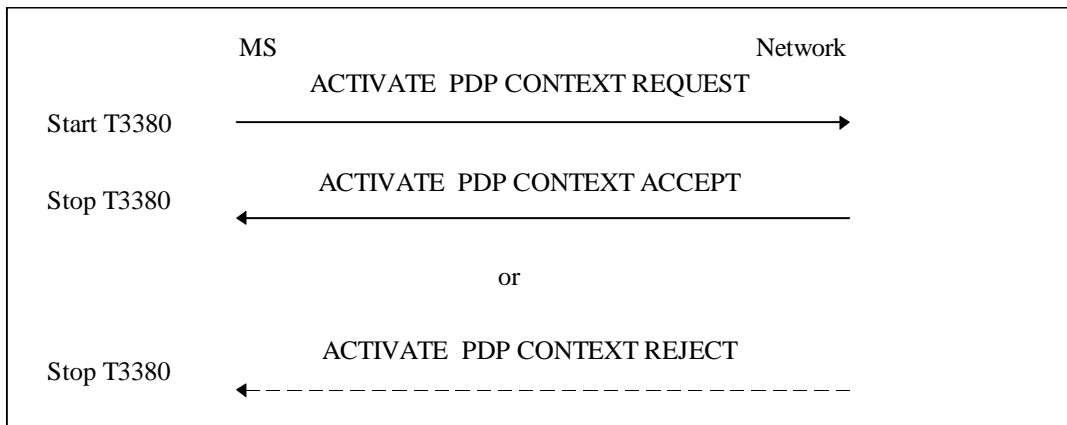 MS Network
ACTIVATE PDP CONTEXT REQUEST
Start T3380
ACTIVATE PDP CONTEXT ACCEPT
Stop T3380
or
ACTIVATE PDP CONTEXT REJECT
Stop T3380